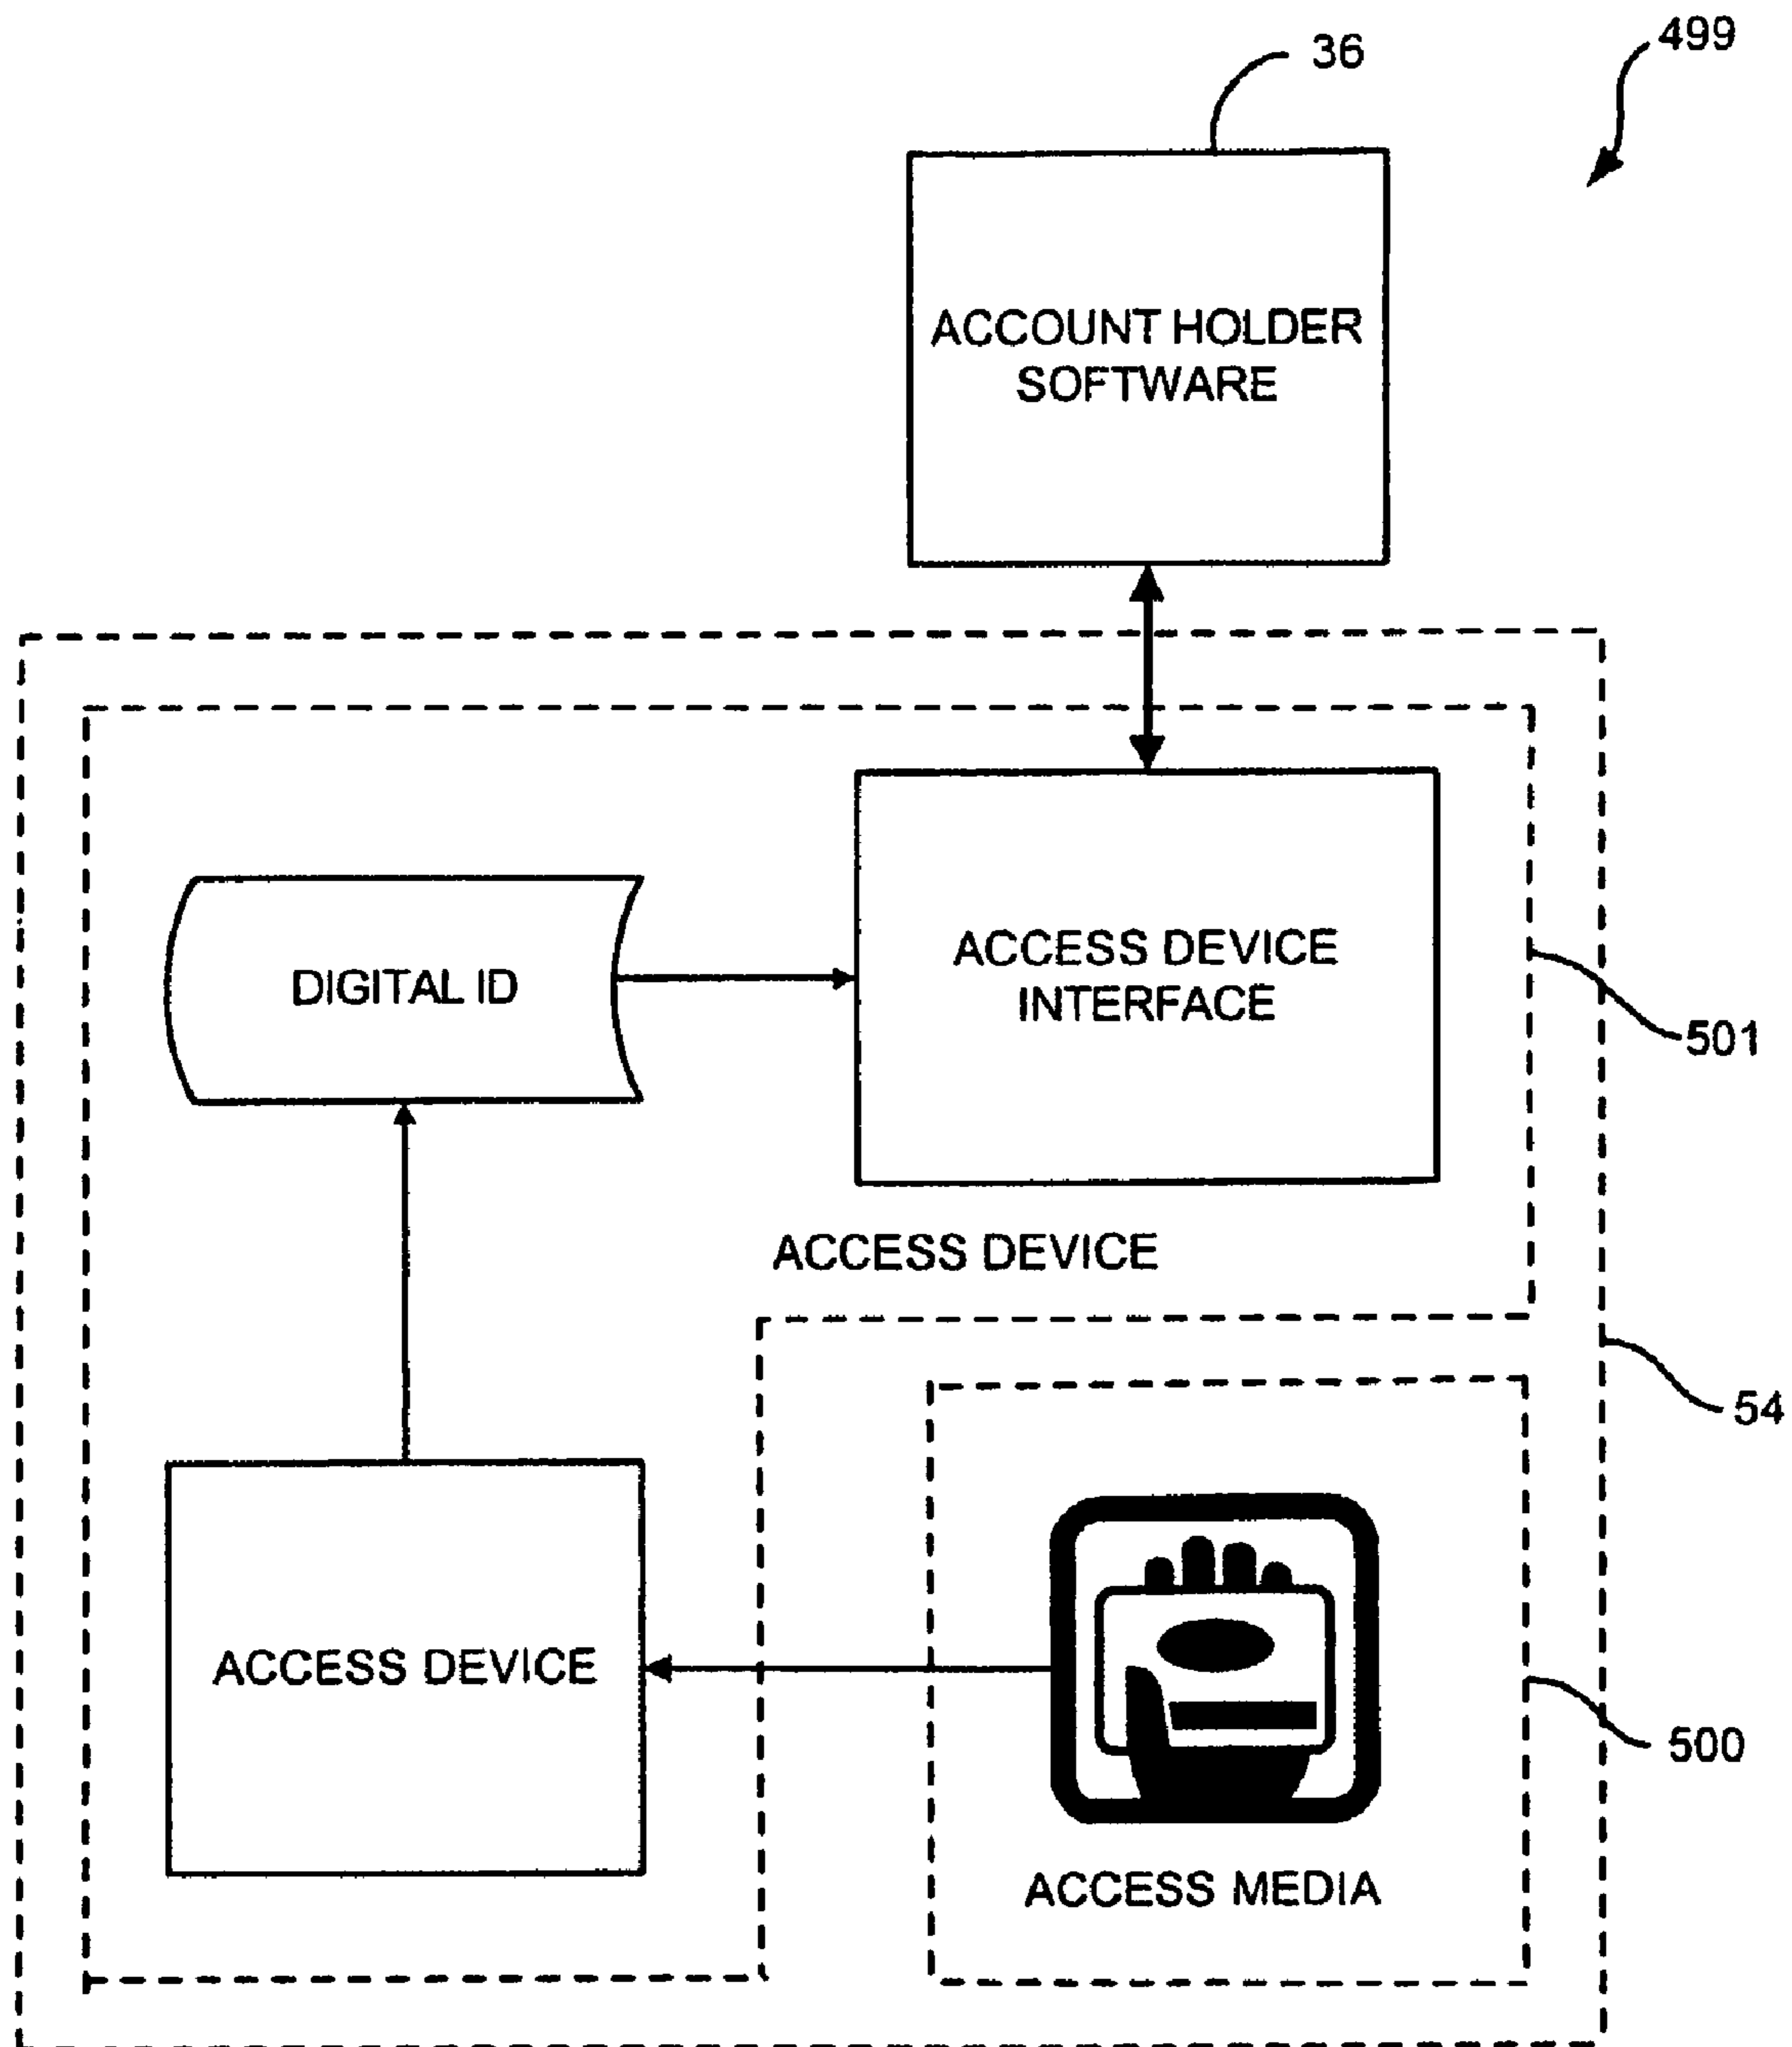 499
36
ACCOUNT HOLDER
SOFTWARE
DIGITAL ID
ACCESS DEVICE
INTERFACE
501
ACCESS DEVICE
54
ACCESS DEVICE
500
ACCESS MEDIA